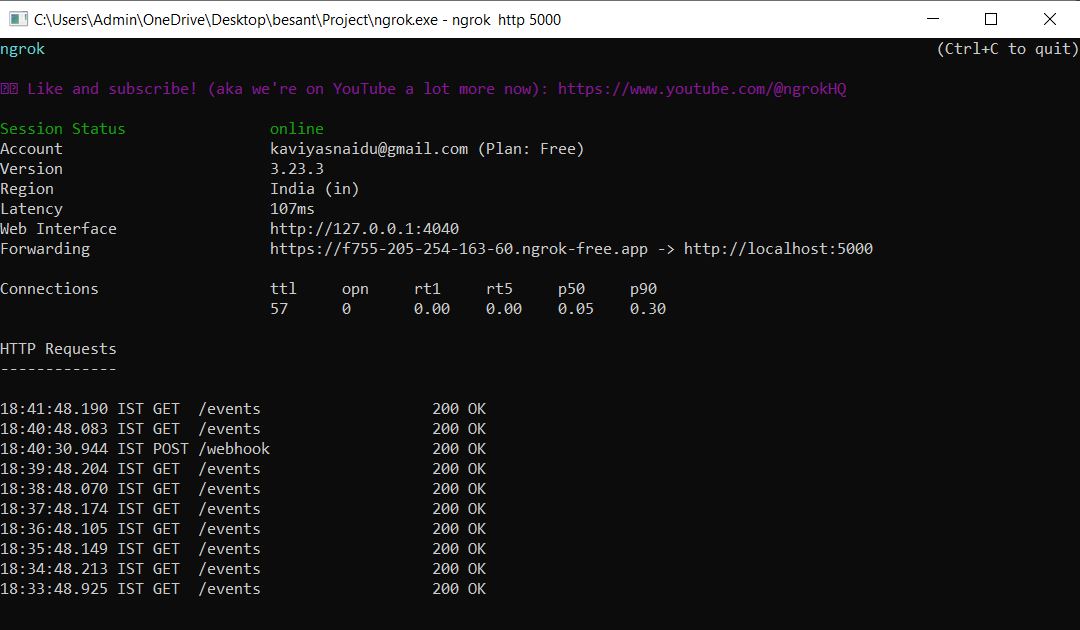 C:\Users\Admin\OneDrive\Desktop\besant\Project\ngrok.exe - ngrok  http 5000
ngrok (Ctrl+C to quit)
Like and subscribe! (aka we're on YouTube a lot more now): https://www.youtube.com/@ngrokHQ
Session Status online
Account kaviyasnaidu@gmail.com (Plan: Free)
Version 3.23.3
Region India (in)
Latency 107ms
Web Interface http://127.0.0.1:4040
Forwarding https://f755-205-254-163-60.ngrok-free.app -> http://localhost:5000
Connections ttl opn rt1 rt5 p50 p90
57 0 0.00 0.00 0.05 0.30
HTTP Requests
-------------
18:41:48.190 IST GET /events 200 OK
18:40:48.083 IST GET /events 200 OK
18:40:30.944 IST POST /webhook 200 OK
18:39:48.204 IST GET /events 200 OK
18:38:48.070 IST GET /events 200 OK
18:37:48.174 IST GET /events 200 OK
18:36:48.105 IST GET /events 200 OK
18:35:48.149 IST GET /events 200 OK
18:34:48.213 IST GET /events 200 OK
18:33:48.925 IST GET /events 200 OK